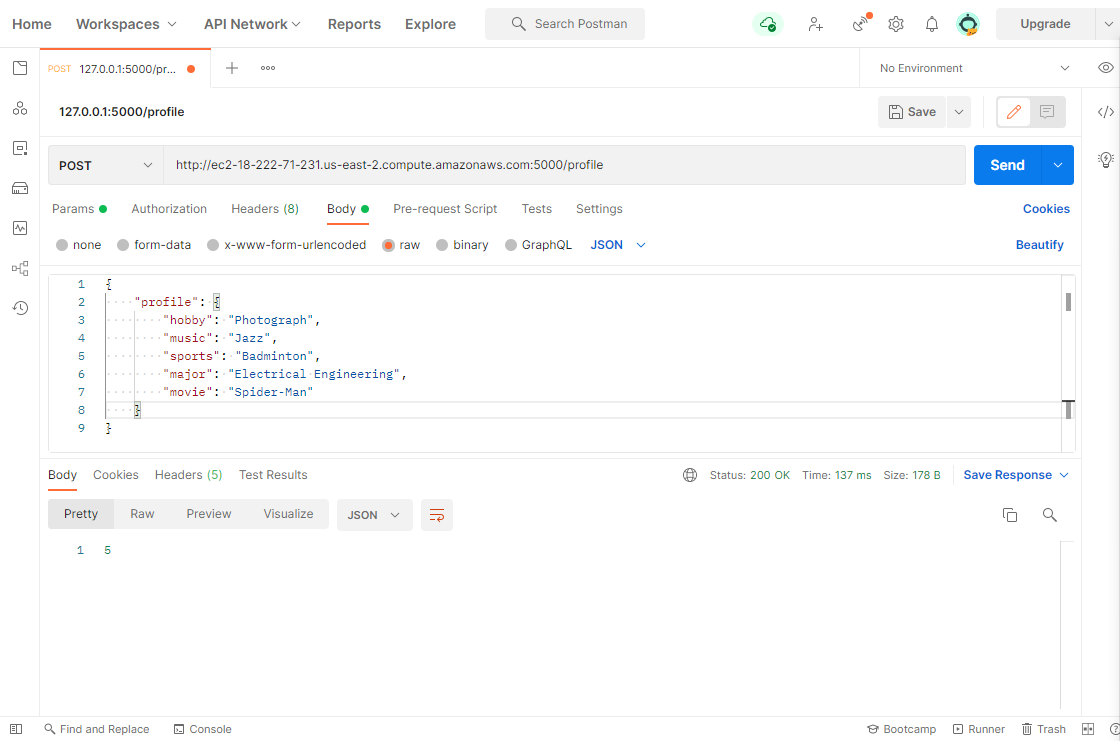 Home Workspaces API Network Reports Explore Search Postman Upgrade
POST 127.0.0.1:5000/pr... No Environment
127.0.0.1:5000/profile Save
POST http://ec2-18-222-71-231.us-east-2.compute.amazonaws.com:5000/profile Send
Params Authorization Headers (8) Body Pre-request Script Tests Settings Cookies
none form-data x-www-form-urlencoded raw binary GraphQL JSON Beautify
1 {
2 "profile": {
3 "hobby": "Photograph",
4 "music": "Jazz",
5 "sports": "Badminton",
6 "major": "Electrical Engineering",
7 "movie": "Spider-Man"
8 }
9 }
Body Cookies Headers (5) Test Results Status: 200 OK Time: 137 ms Size: 178 B Save Response
Pretty Raw Preview Visualize JSON
1 5
Find and Replace Console Bootcamp Runner Trash